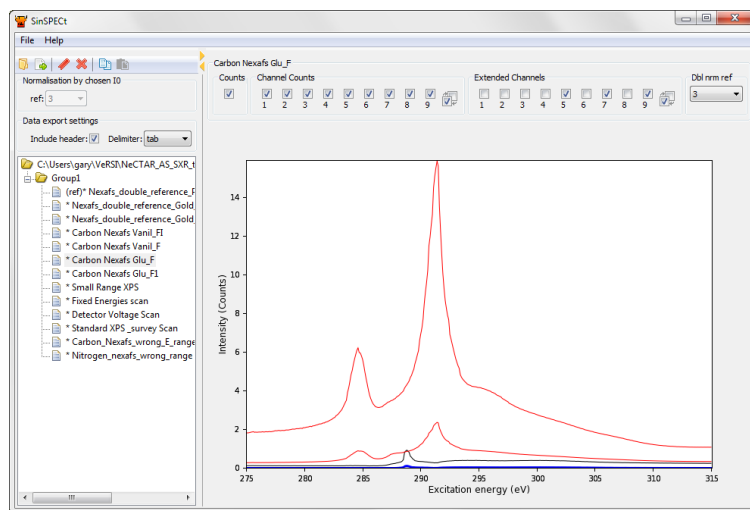 SinSPECt
File Help
Normalisation by chosen I0
ref: 3
Data export settings
Include header: Delimiter: tab
C:\Users\gary\VeRSI\NeCTAR_AS_SXR_t
Group1
(ref)* Nexafs_double_reference_F
* Nexafs_double_reference_Gold_
* Nexafs_double_reference_Gold_
* Carbon Nexafs Vanil_FI
* Carbon Nexafs Vanil_F
* Carbon Nexafs Glu_F
* Carbon Nexafs Glu_F1
* Small Range XPS
* Fixed Energies scan
* Detector Voltage Scan
* Standard XPS _survey Scan
* Carbon_Nexafs_wrong_E_range
* Nitrogen_nexafs_wrong_range
Carbon Nexafs Glu_F
Counts Channel Counts Extended Channels Dbl nrm ref
1 2 3 4 5 6 7 8 9 1 2 3 4 5 6 7 8 9 3
14
12
10
8
6
4
2
0
Intensity (Counts)
275 280 285 290 295 300 305 310 315
Excitation energy (eV)